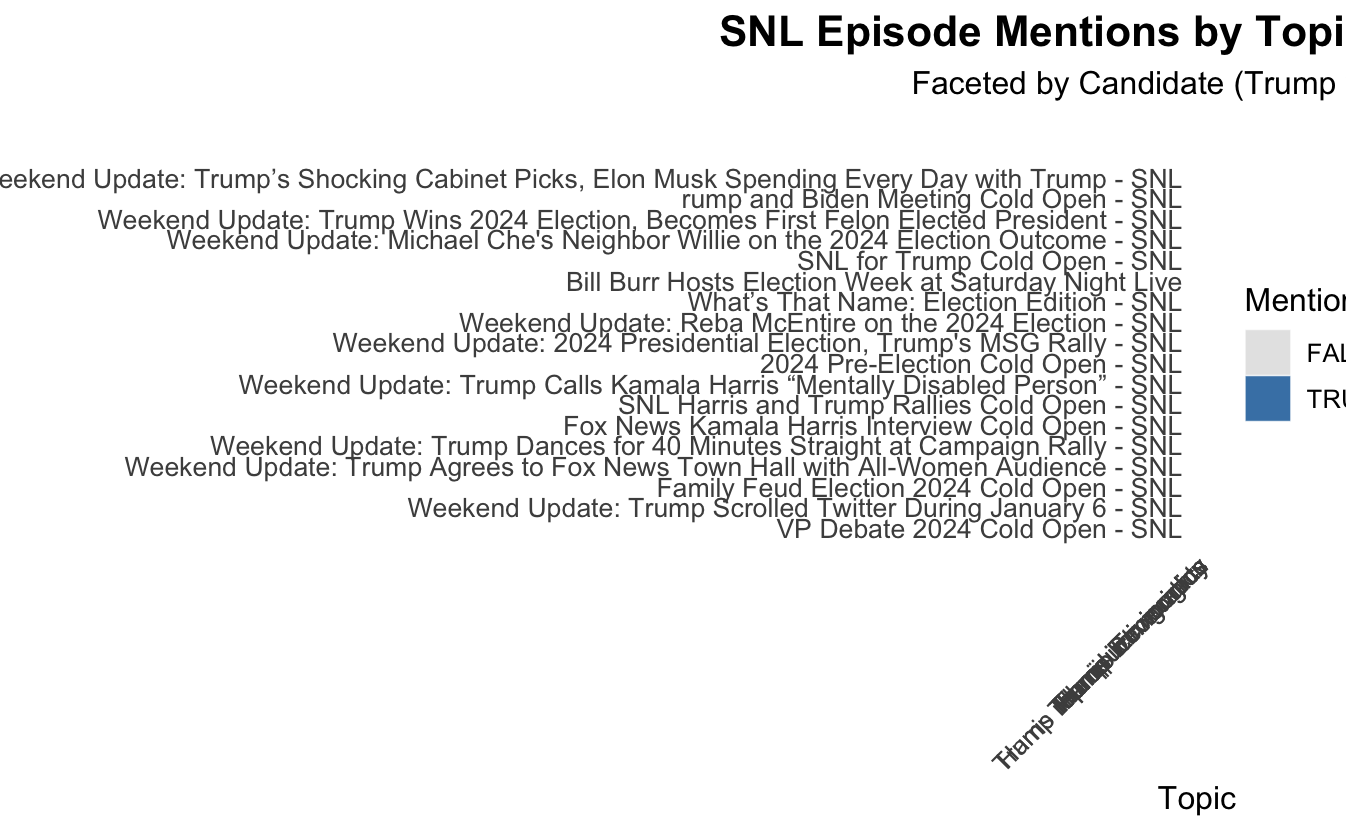 SNL Episode Mentions by Topi
Faceted by Candidate (Trump
eekend Update: Trump’s Shocking Cabinet Picks, Elon Musk Spending Every Day with Trump - SNL
rump and Biden Meeting Cold Open - SNL
Weekend Update: Trump Wins 2024 Election, Becomes First Felon Elected President - SNL
Weekend Update: Michael Che's Neighbor Willie on the 2024 Election Outcome - SNL
SNL for Trump Cold Open - SNL
Bill Burr Hosts Election Week at Saturday Night Live
What’s That Name: Election Edition - SNL
Weekend Update: Reba McEntire on the 2024 Election - SNL
Weekend Update: 2024 Presidential Election, Trump's MSG Rally - SNL
2024 Pre-Election Cold Open - SNL
Weekend Update: Trump Calls Kamala Harris “Mentally Disabled Person” - SNL
SNL Harris and Trump Rallies Cold Open - SNL
Fox News Kamala Harris Interview Cold Open - SNL
Weekend Update: Trump Dances for 40 Minutes Straight at Campaign Rally - SNL
Weekend Update: Trump Agrees to Fox News Town Hall with All-Women Audience - SNL
Family Feud Election 2024 Cold Open - SNL
Weekend Update: Trump Scrolled Twitter During January 6 - SNL
VP Debate 2024 Cold Open - SNL
Mention
FAL
TRU
Topic